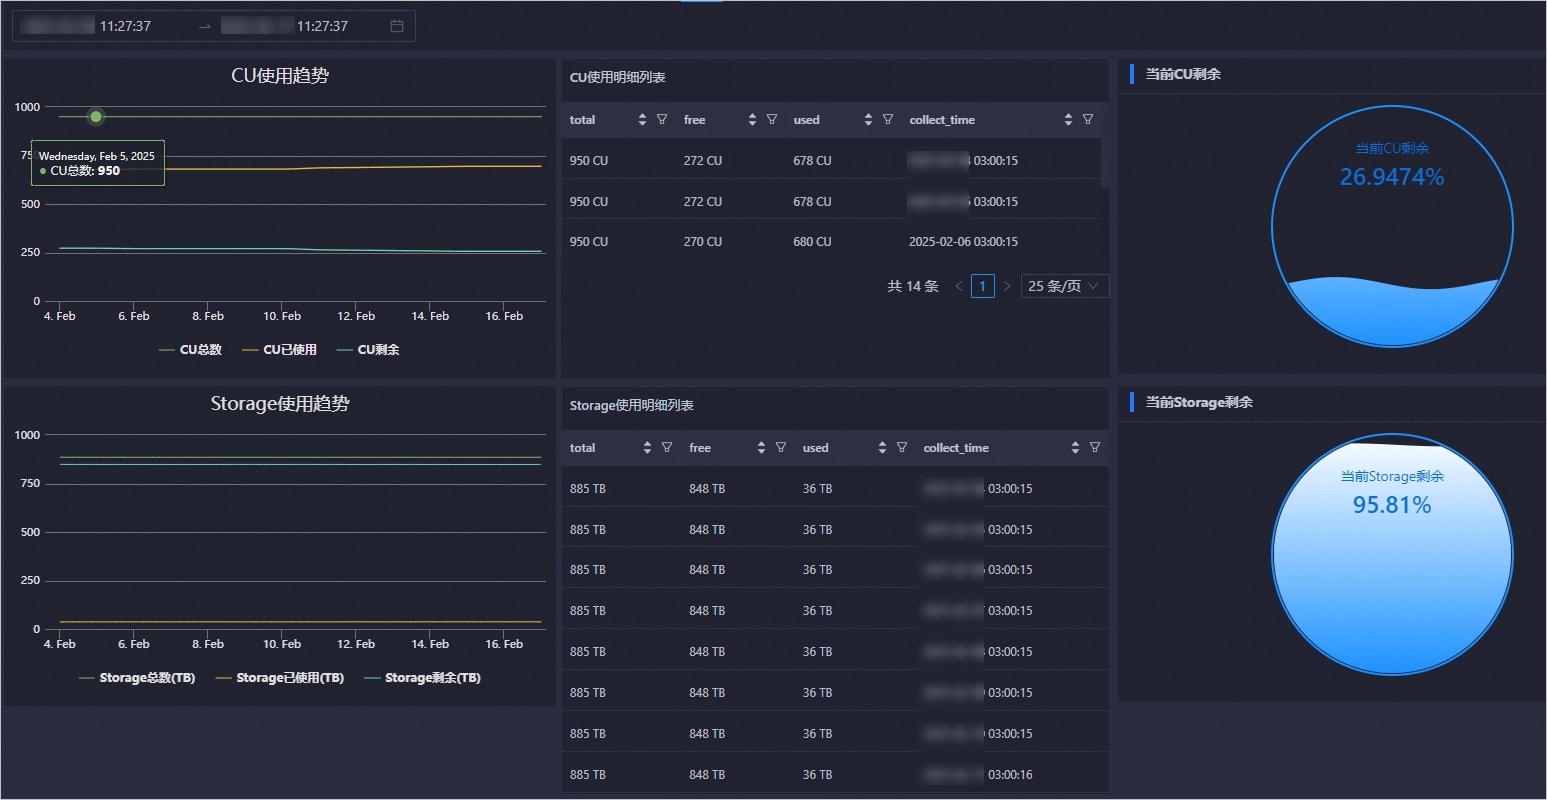 11:27:37 → 11:27:37
CU使用趋势
1000
750
500
250
0
Wednesday, Feb 5, 2025
● CU总数: 950
4. Feb 6. Feb 8. Feb 10. Feb 12. Feb 14. Feb 16. Feb
CU总数 CU已使用 CU剩余
CU使用明细列表
total free used collect_time
950 CU 272 CU 678 CU 03:00:15
950 CU 272 CU 678 CU 03:00:15
950 CU 270 CU 680 CU 2025-02-06 03:00:15
共 14 条 < 1 > 25 条/页
当前CU剩余
当前CU剩余
26.9474%
Storage使用趋势
1000
750
500
250
0
4. Feb 6. Feb 8. Feb 10. Feb 12. Feb 14. Feb 16. Feb
Storage总数(TB) Storage已使用(TB) Storage剩余(TB)
Storage使用明细列表
total free used collect_time
885 TB 848 TB 36 TB 03:00:15
885 TB 848 TB 36 TB 03:00:15
885 TB 848 TB 36 TB 03:00:15
885 TB 848 TB 36 TB 03:00:15
885 TB 848 TB 36 TB 03:00:15
885 TB 848 TB 36 TB 03:00:15
885 TB 848 TB 36 TB 03:00:15
885 TB 848 TB 36 TB 03:00:16
当前Storage剩余
当前Storage剩余
95.81%